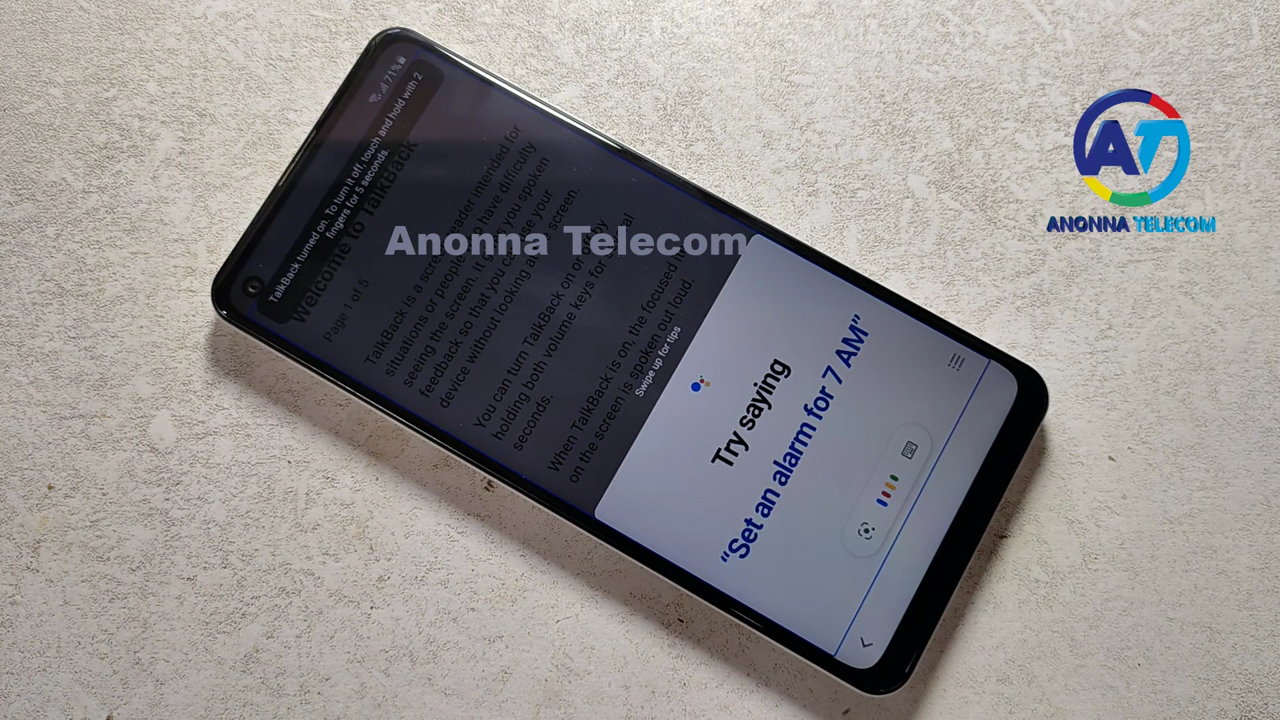 71%
TalkBack turned on. To turn it off, touch and hold with 2
fingers for 5 seconds.
Welcome to TalkBack
Page 1 of 5
TalkBack is a screen reader intended for
situations or people who have difficulty
seeing the screen. It gives you spoken
feedback so that you can use your
device without looking at the screen.
You can turn TalkBack on or by
holding both volume keys for several
seconds.
When TalkBack is on, the focused
on the screen is spoken out loud.
Swipe up for tips
Try saying
“Set an alarm for 7 AM”
Anonna Telecom
AT
ANONNA TELECOM